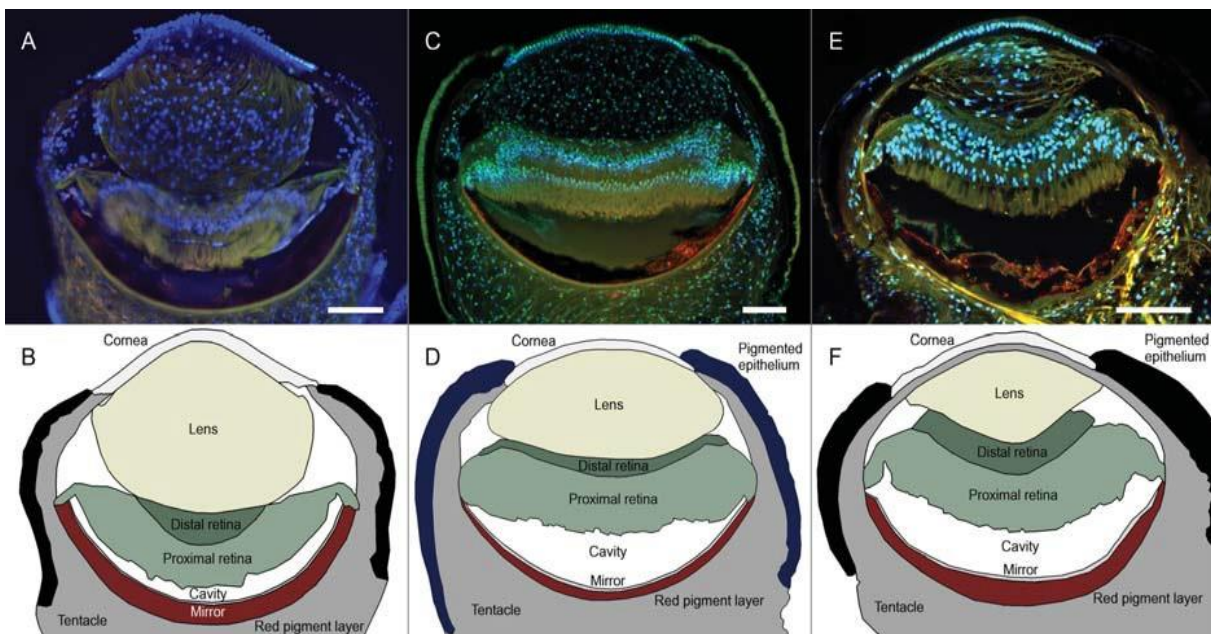 A
C
E
B
Cornea
Lens
Distal retina
Proximal retina
Cavity
Mirror
Tentacle
Red pigment layer
D
Cornea
Pigmented
epithelium
Lens
Distal retina
Proximal retina
Cavity
Mirror
Tentacle
Red pigment layer
F
Cornea
Pigmented
epithelium
Lens
Distal retina
Proximal retina
Cavity
Mirror
Tentacle
Red pigment layer